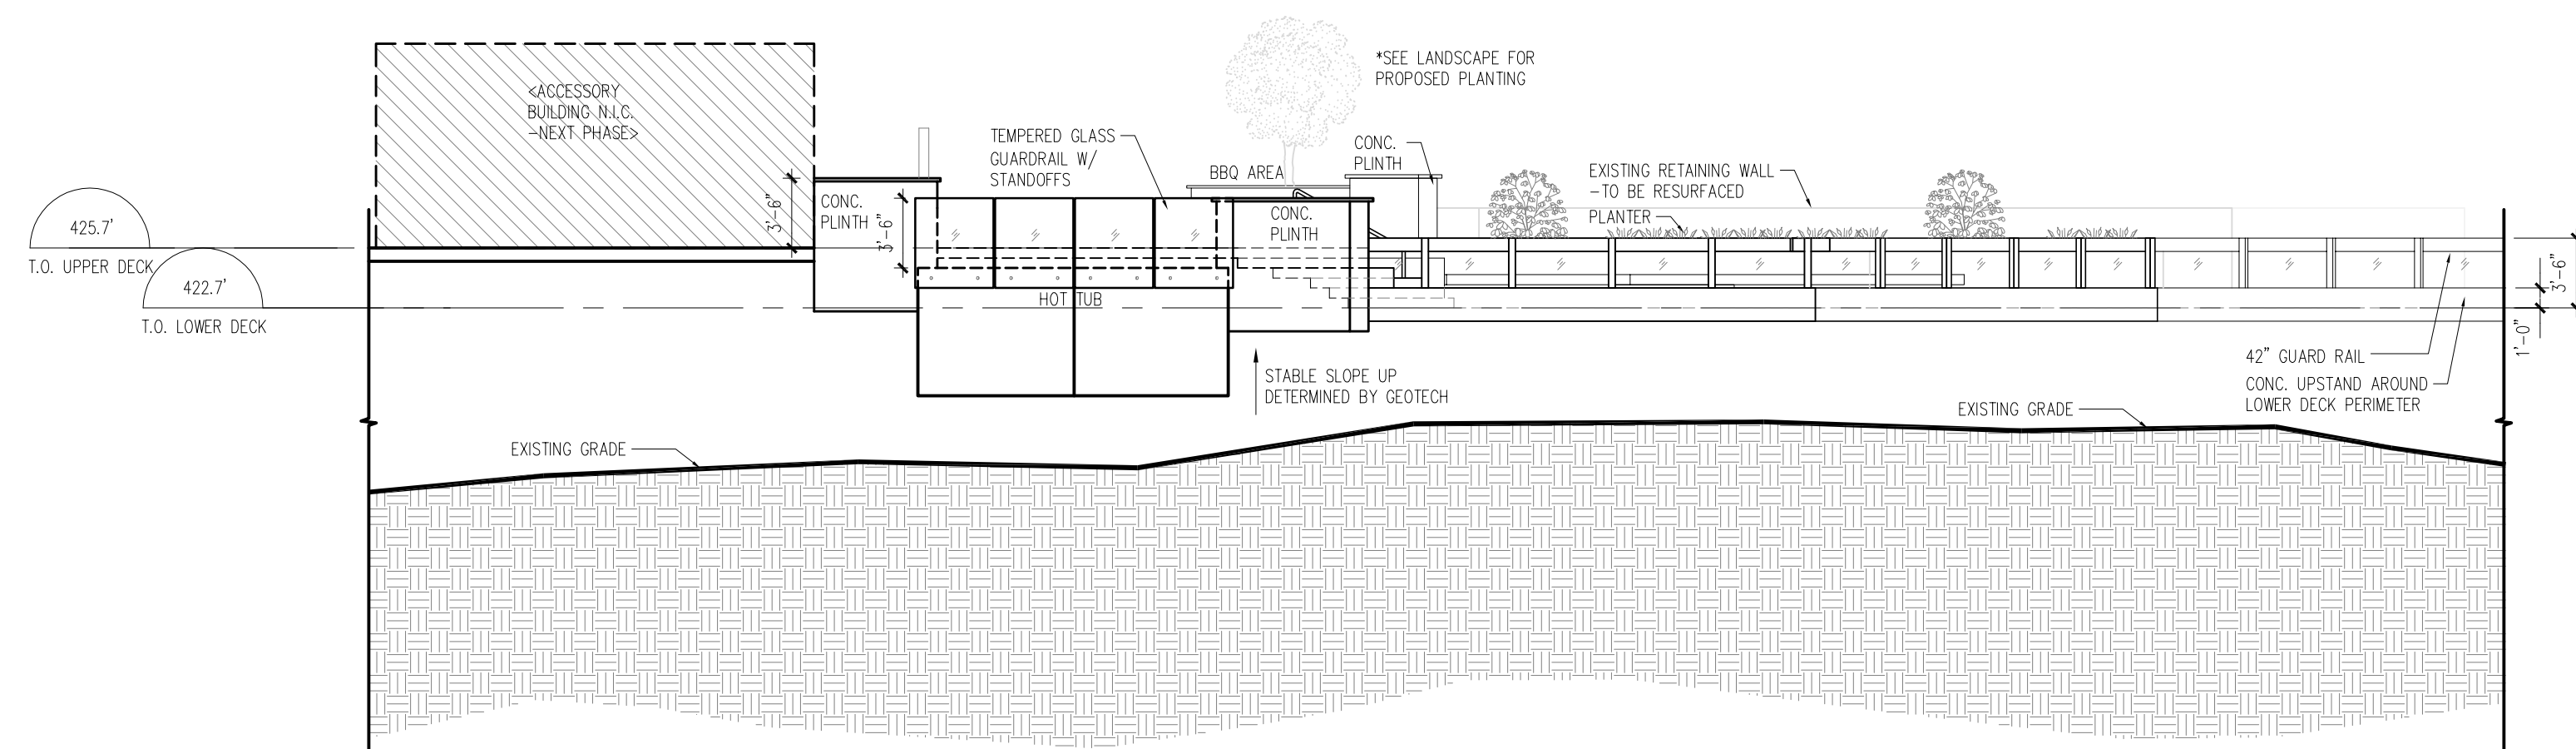 *SEE LANDSCAPE FOR
PROPOSED PLANTING
<ACCESSORY
BUILDING N.I.C.
-NEXT PHASE>
TEMPERED GLASS
GUARDRAIL W/
STANDOFFS
BBQ AREA
CONC.
PLINTH
EXISTING RETAINING WALL
-TO BE RESURFACED
PLANTER
3'-6"
CONC.
PLINTH
3'-6"
CONC.
PLINTH
425.7'
T.O. UPPER DECK
422.7'
T.O. LOWER DECK
HOT TUB
3'-6"
1'-0"
42" GUARD RAIL
CONC. UPSTAND AROUND
LOWER DECK PERIMETER
STABLE SLOPE UP
DETERMINED BY GEOTECH
EXISTING GRADE
EXISTING GRADE